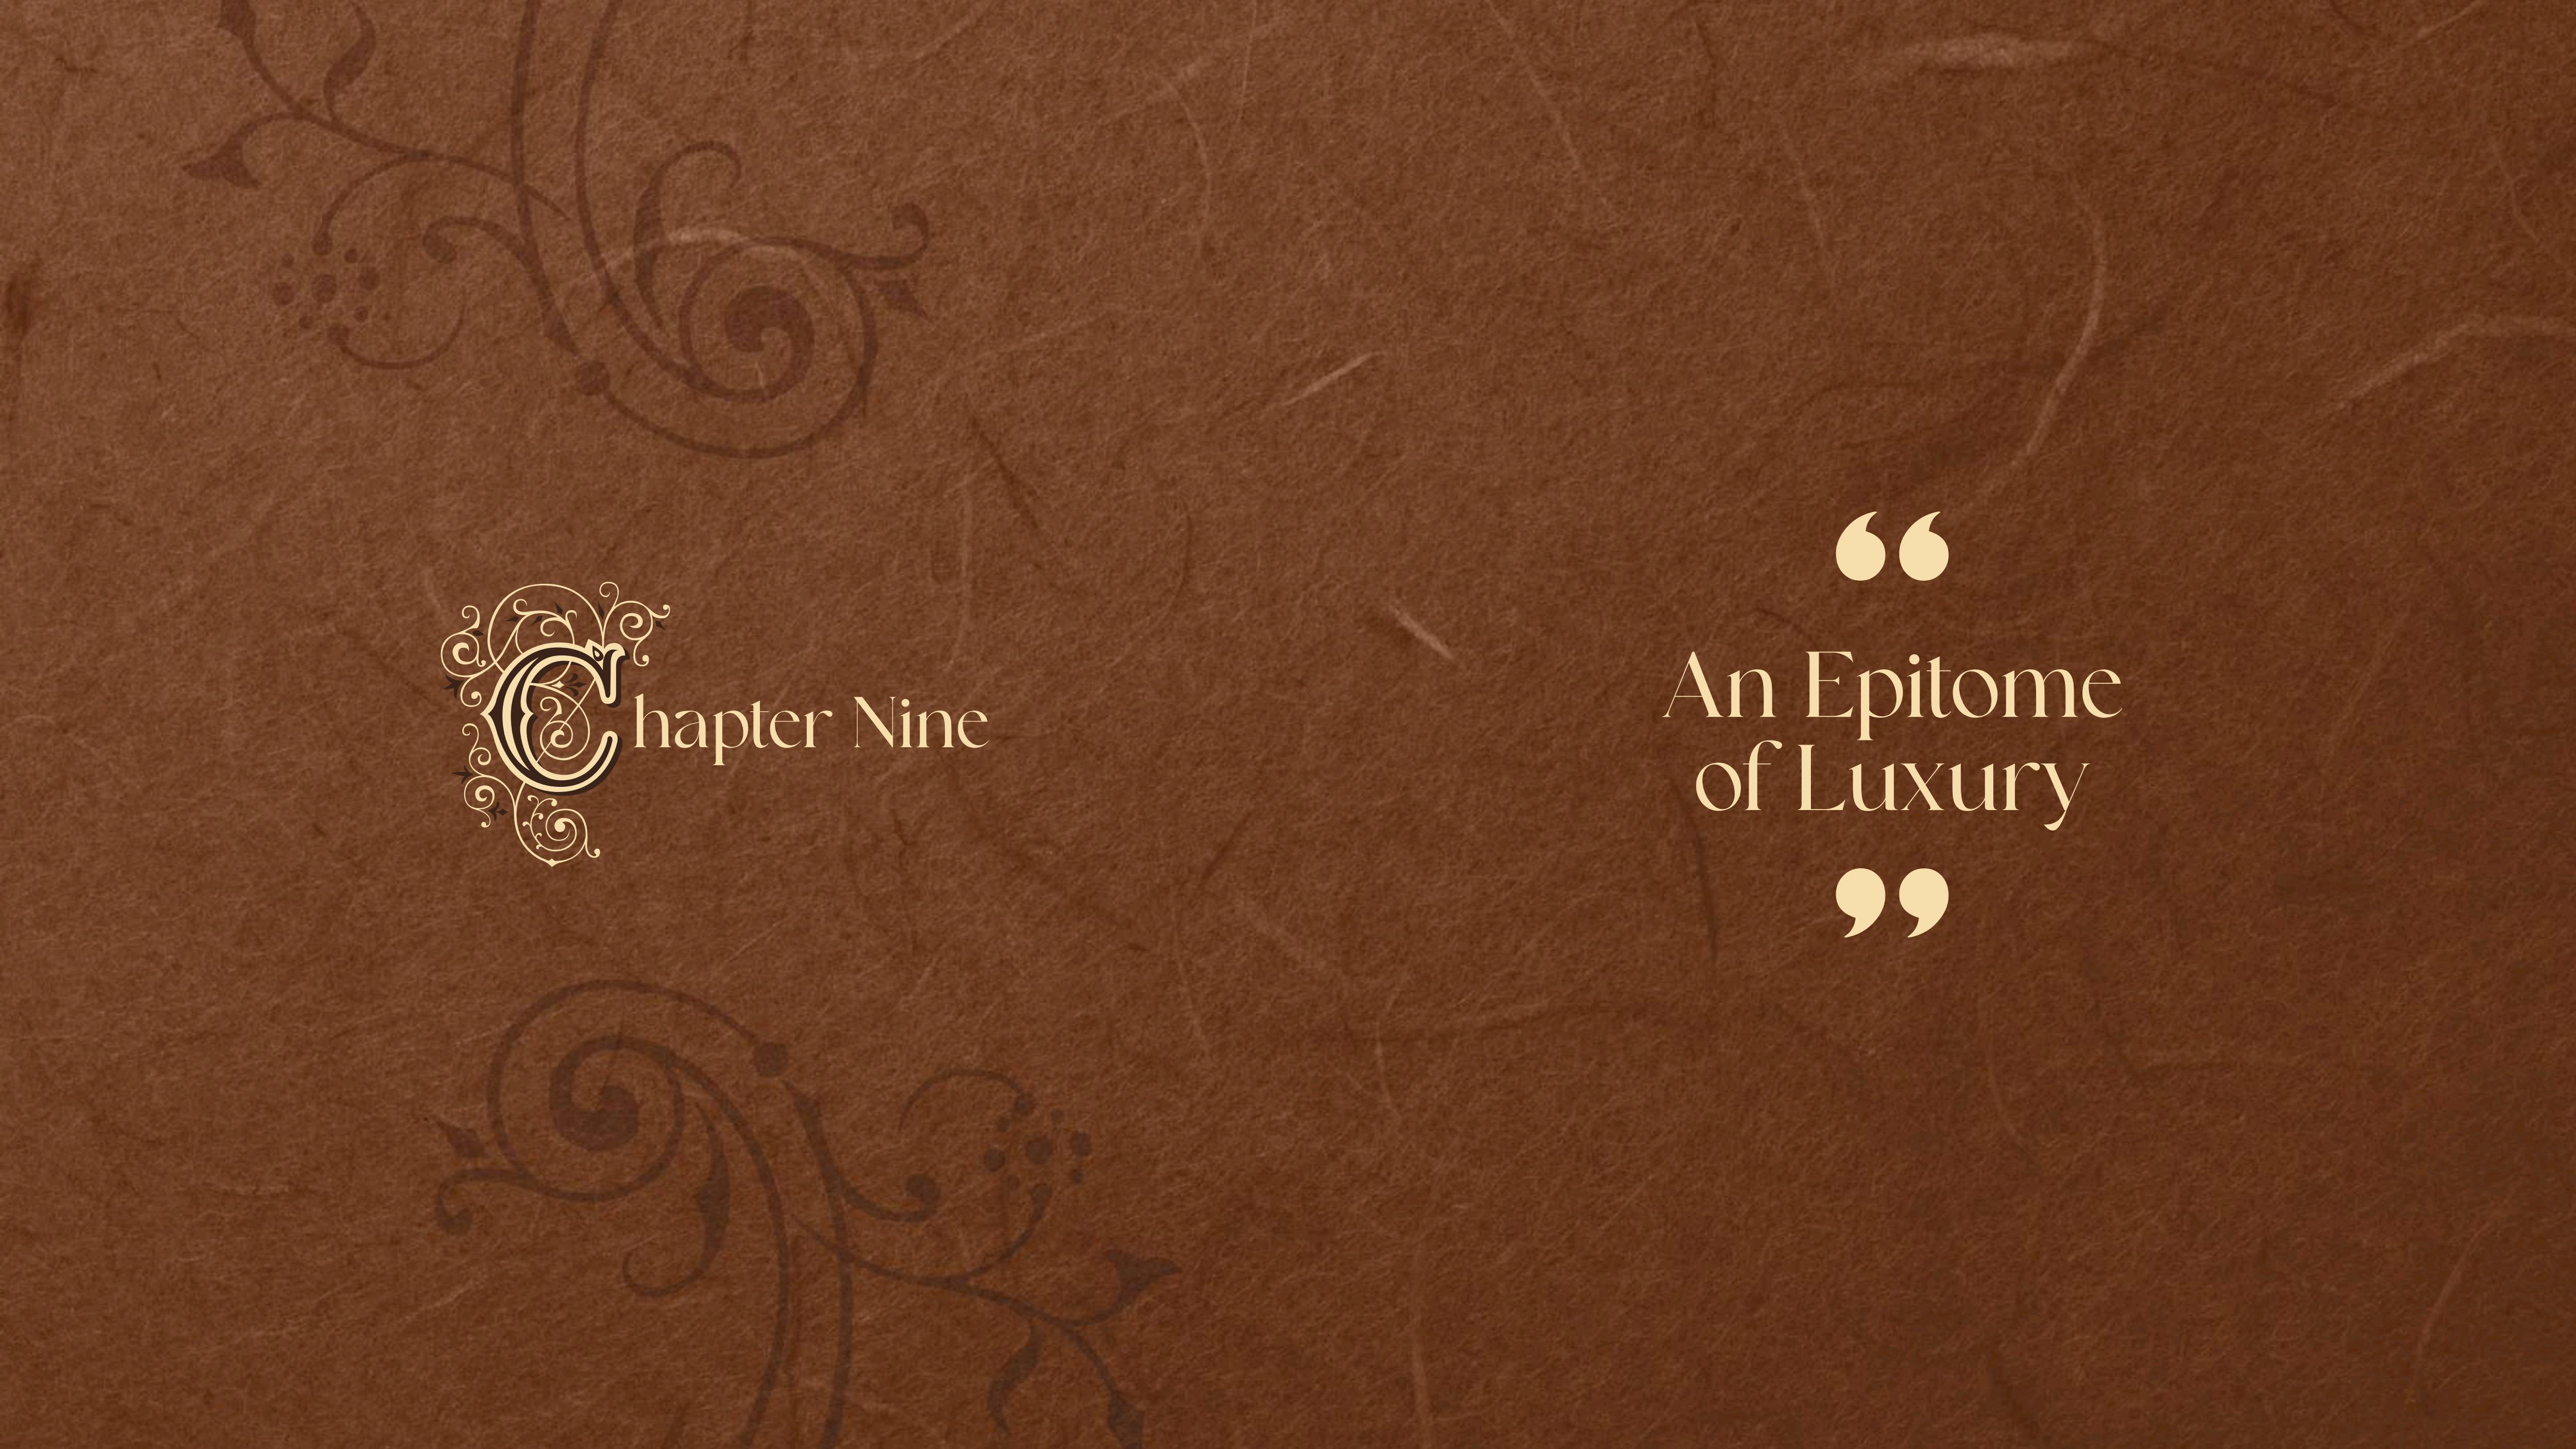 Chapter Nine
“
An Epitome
of Luxury
”